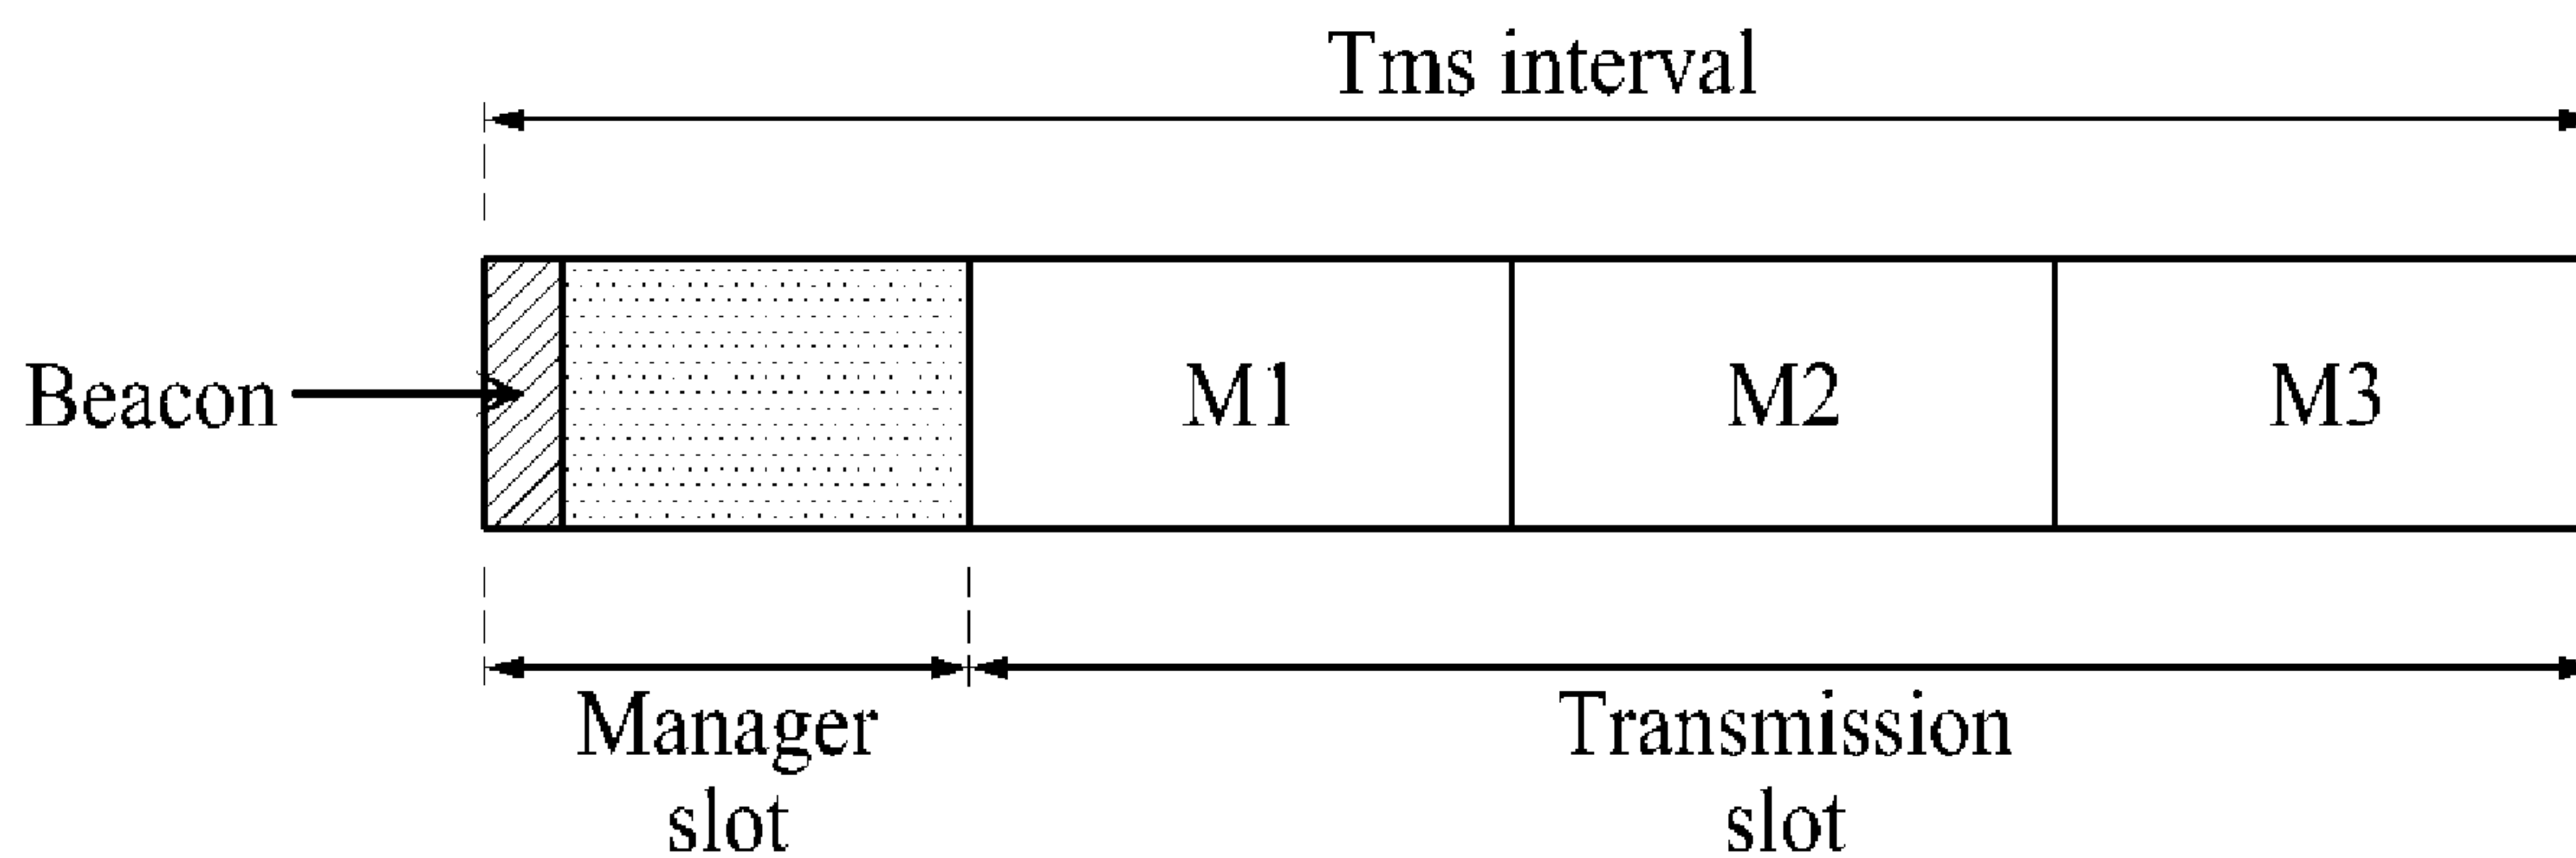 Tms interval
Beacon
M1
M2
M3
Manager
slot
Transmission
slot